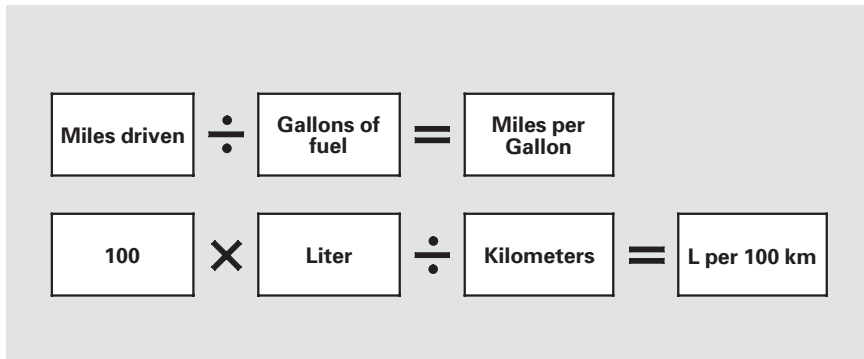 Miles driven ÷ Gallons of fuel = Miles per Gallon
100 × Liter ÷ Kilometers = L per 100 km